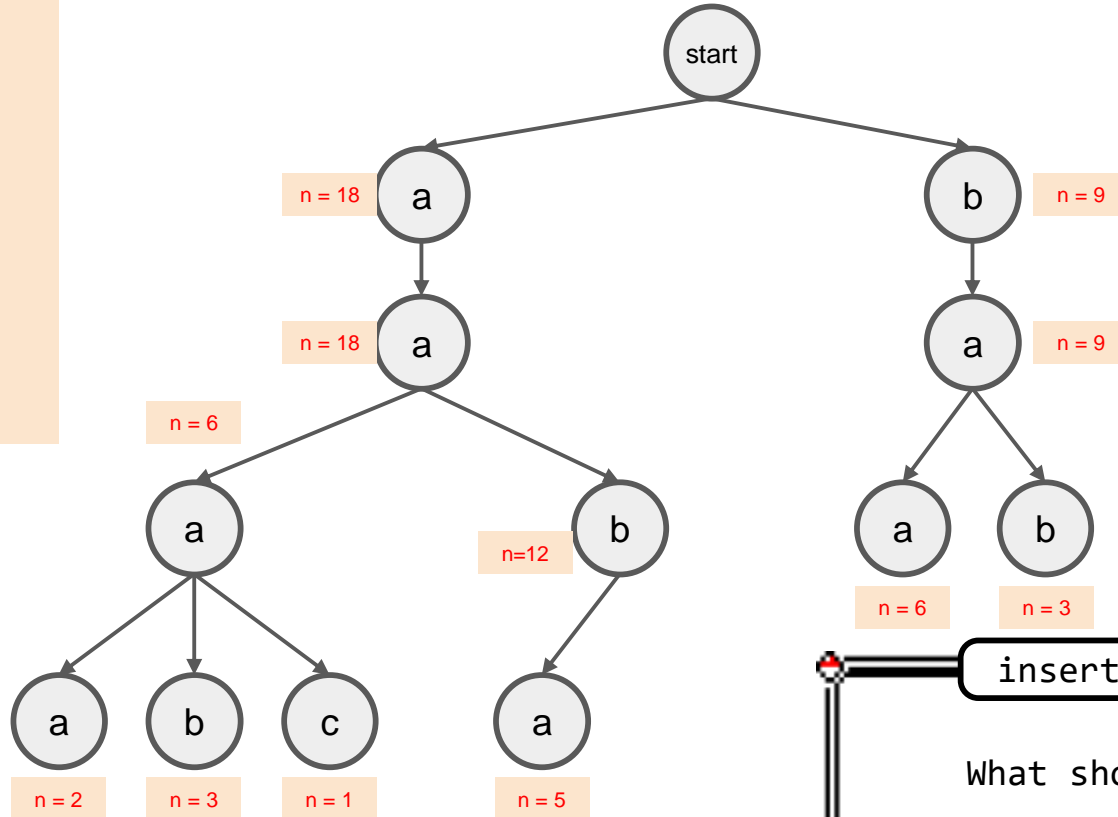 start
n = 18
a
b
n = 9
n = 18
a
a
n = 9
n = 6
a
n=12
b
a
b
n = 6
n = 3
insert
a
b
c
a
What sho
n = 2
n = 3
n = 1
n = 5